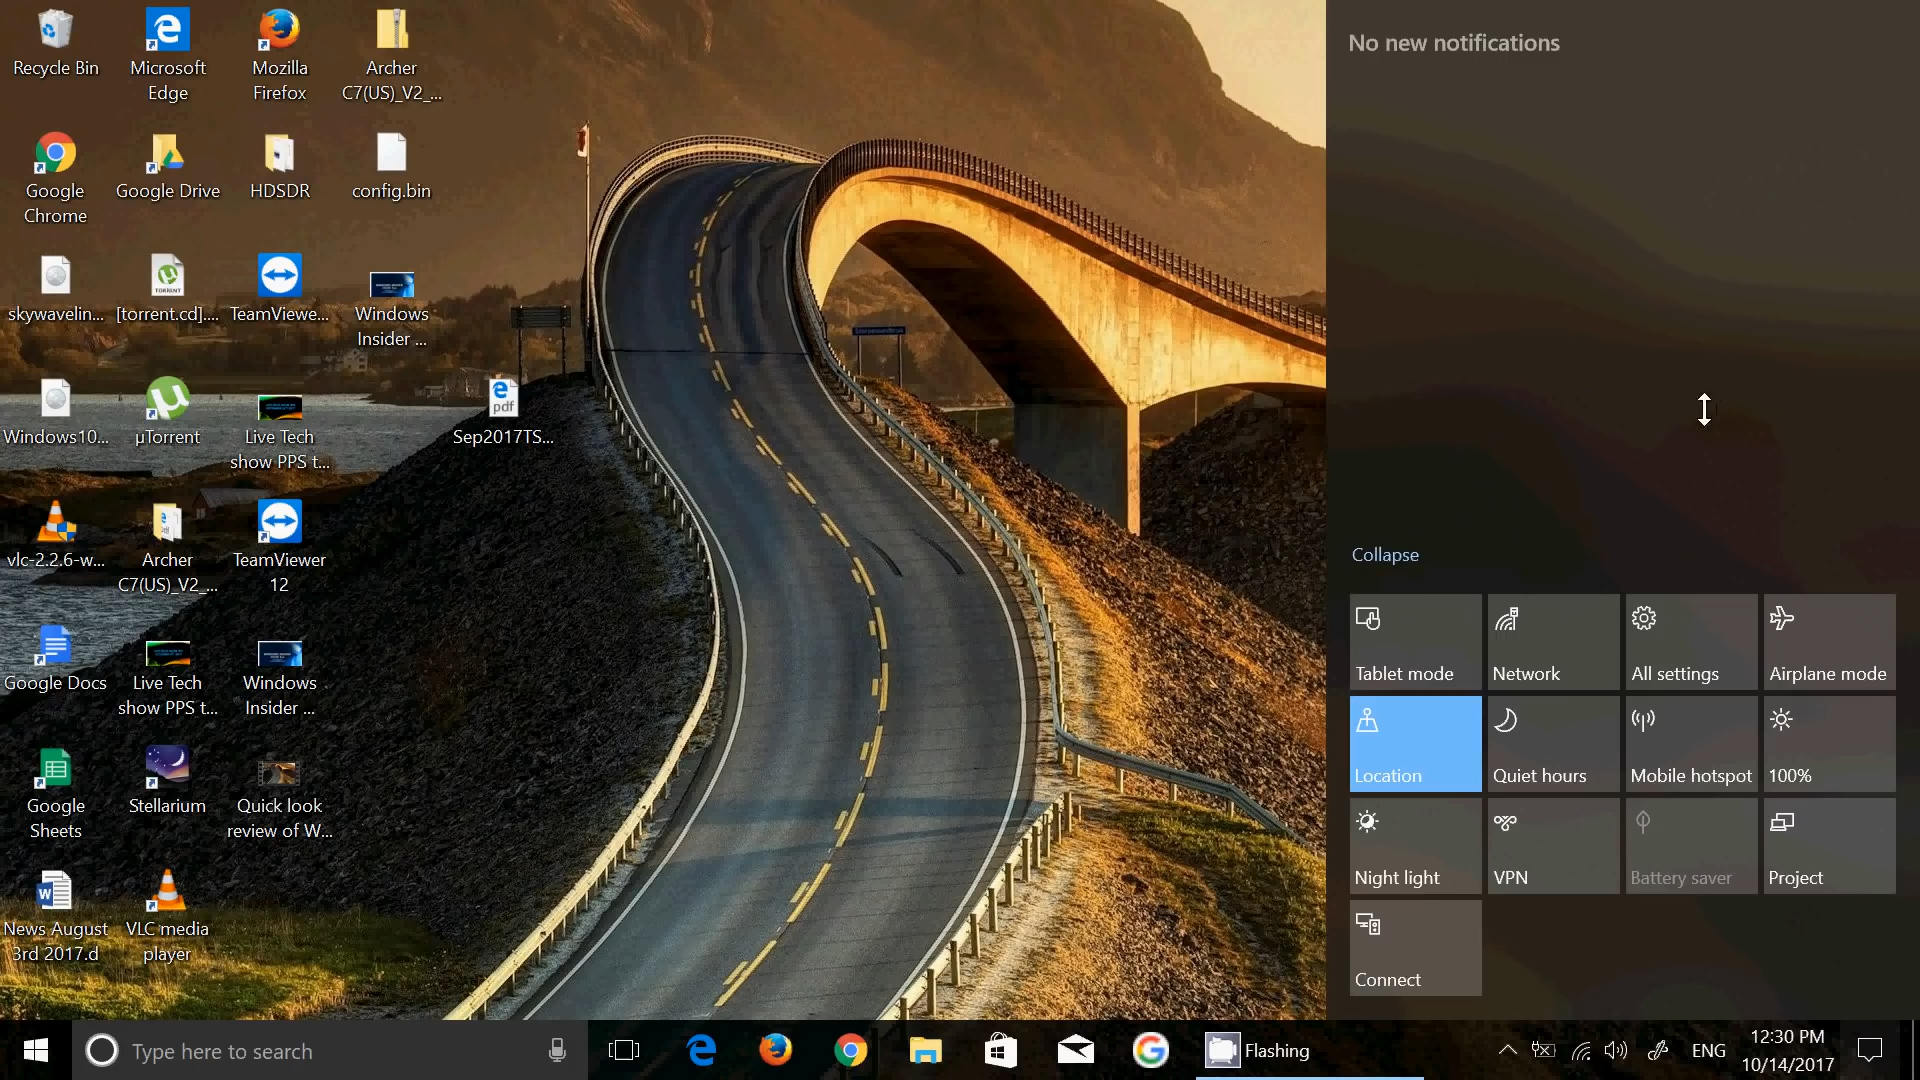 Recycle Bin
Microsoft
Edge
Mozilla
Firefox
Archer
C7(US)_V2_...
Google
Chrome
Google Drive
HDSDR
config.bin
skywavelin...
[torrent.cd]....
TORRENT
TeamViewe...
Windows
Insider ...
Windows10...
µTorrent
Live Tech
show PPS t...
pdf
Sep2017TS...
vlc-2.2.6-w...
Archer
C7(US)_V2_...
TeamViewer
12
Google Docs
Live Tech
show PPS t...
Windows
Insider ...
Google
Sheets
Stellarium
Quick look
review of W...
News August
3rd 2017.d
VLC media
player
No new notifications
Collapse
Tablet mode
Network
All settings
Airplane mode
Location
Quiet hours
Mobile hotspot
100%
Night light
VPN
Battery saver
Project
Connect
Type here to search
Flashing
ENG
12:30 PM
10/14/2017